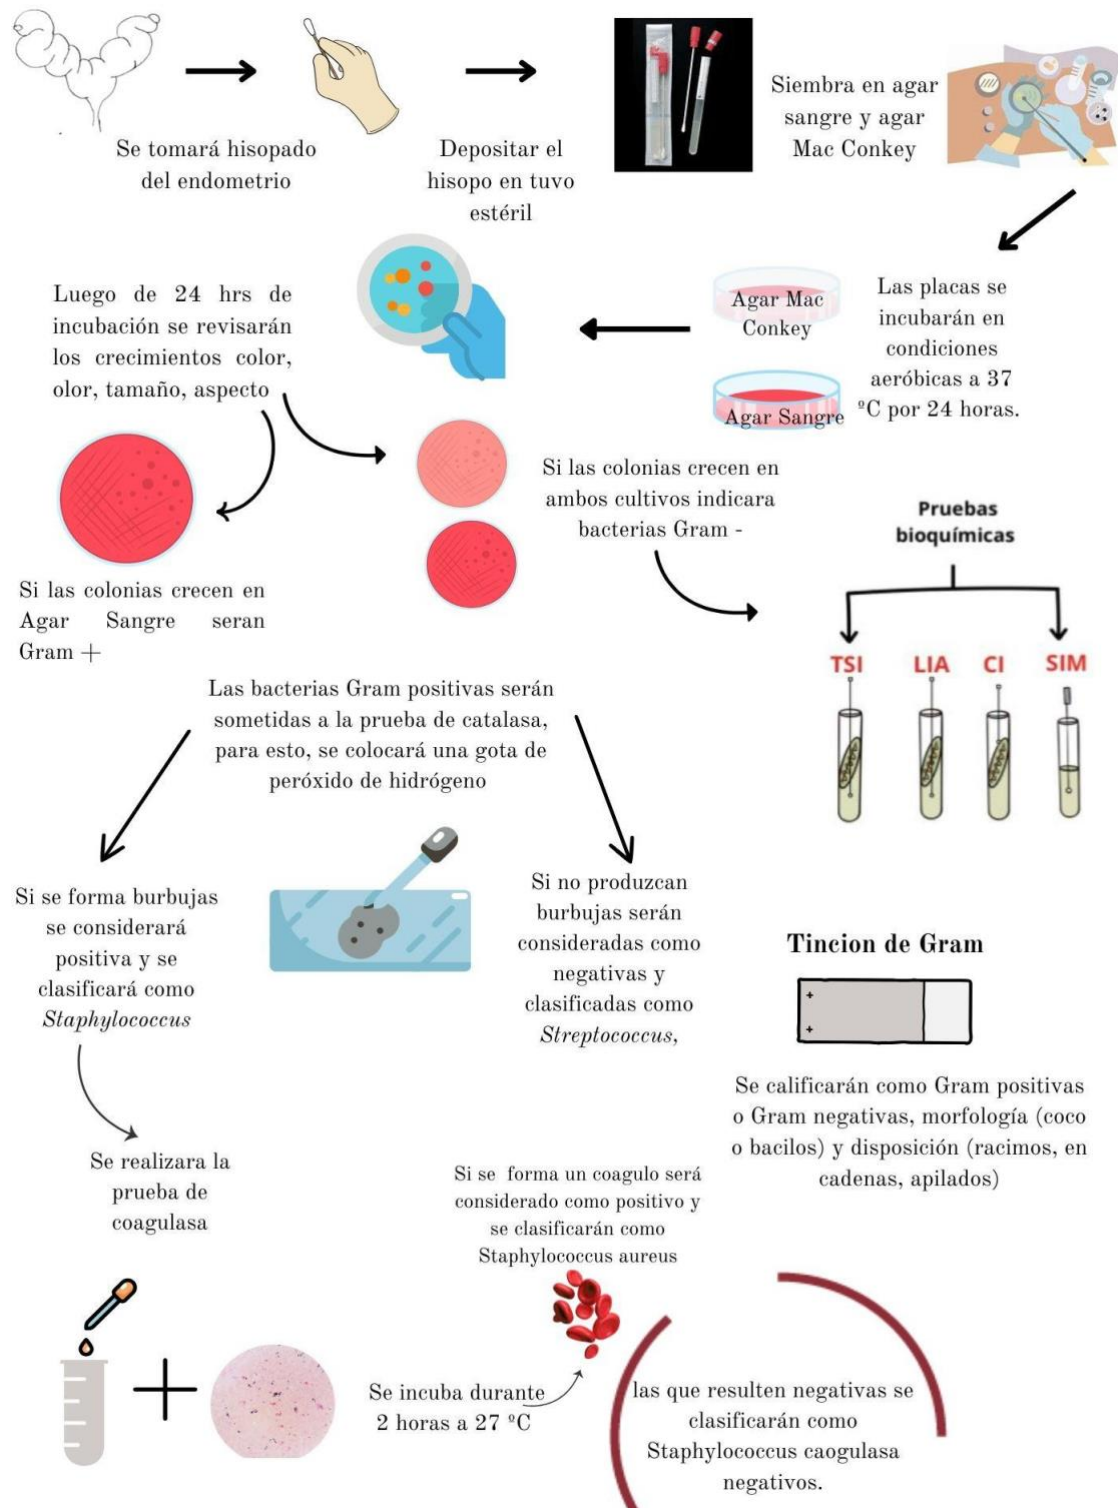 Se tomará hisopado
del endometrio
Depositar el
hisopo en tuvo
estéril
Siembra en agar
sangre y agar
Mac Conkey
Las placas se
incubarán en
condiciones
aeróbicas a 37
ºC por 24 horas.
Agar Mac
Conkey
Agar Sangre
Luego de 24 hrs de
incubación se revisarán
los crecimientos color,
olor, tamaño, aspecto
Si las colonias crecen en
Agar Sangre seran
Gram +
Si las colonias crecen en
ambos cultivos indicara
bacterias Gram -
Pruebas
bioquímicas
TSI LIA CI SIM
Las bacterias Gram positivas serán
sometidas a la prueba de catalasa,
para esto, se colocará una gota de
peróxido de hidrógeno
Si se forma burbujas
se considerará
positiva y se
clasificará como
Staphylococcus
Si no produzcan
burbujas serán
consideradas como
negativas y
clasificadas como
Streptococcus,
Tincion de Gram
Se calificarán como Gram positivas
o Gram negativas, morfología (coco
o bacilos) y disposición (racimos, en
cadenas, apilados)
Se realizara la
prueba de
coagulasa
Si se forma un coagulo será
considerado como positivo y
se clasificarán como
Staphylococcus aureus
Se incuba durante
2 horas a 27 ºC
las que resulten negativas se
clasificarán como
Staphylococcus caogulasa
negativos.